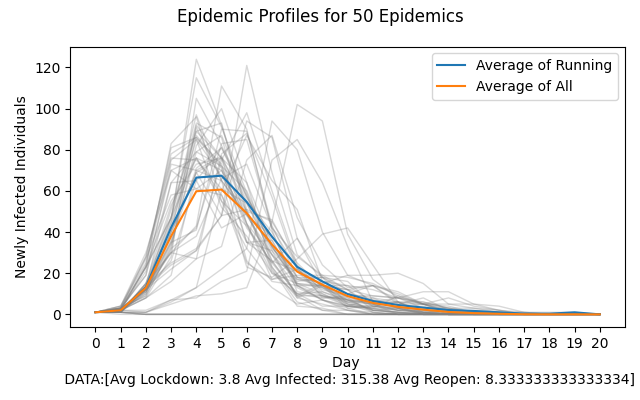 Epidemic Profiles for 50 Epidemics
Average of Running
Average of All
Newly Infected Individuals
120
100
80
60
40
20
0
0 1 2 3 4 5 6 7 8 9 10 11 12 13 14 15 16 17 18 19 20
Day
DATA:[Avg Lockdown: 3.8 Avg Infected: 315.38 Avg Reopen: 8.333333333333334]